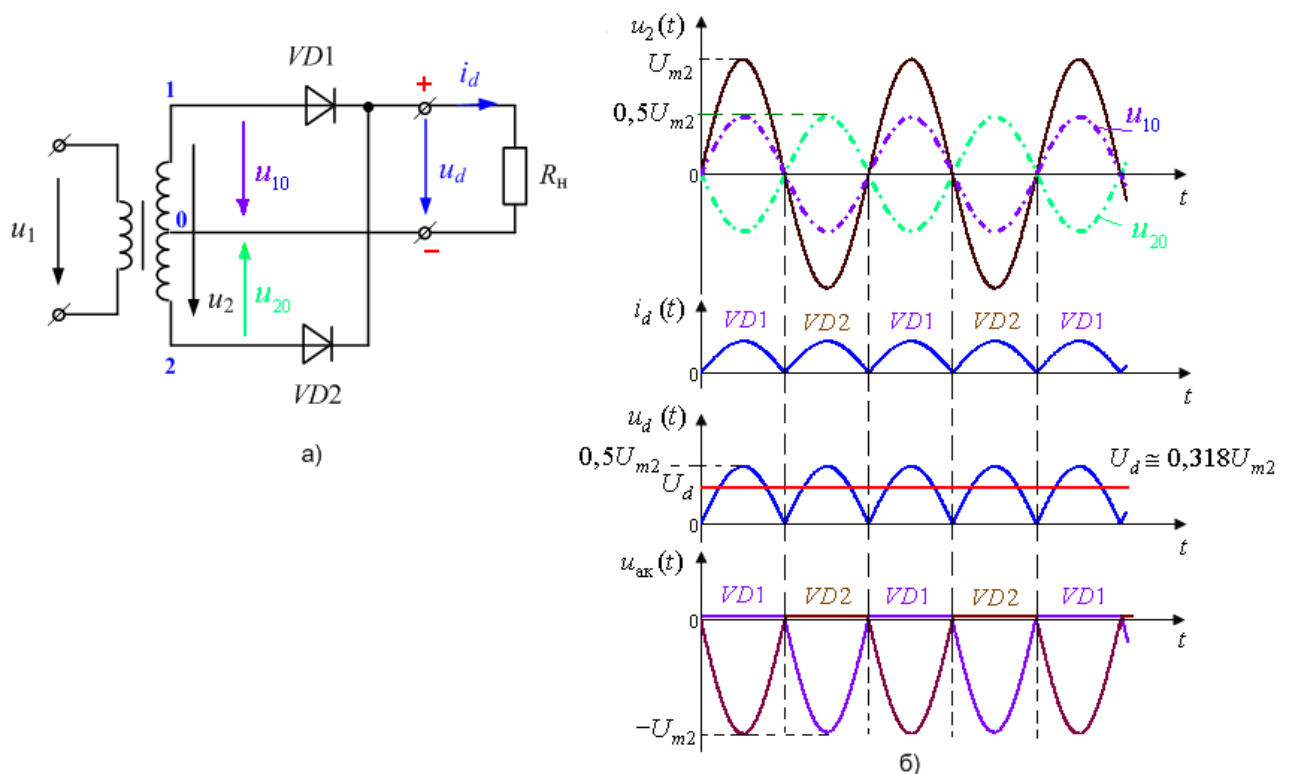 VD1
1
+
i_d
u_10
u_d
R_н
u_1
0
−
u_2
u_20
2
VD2
а)
u_2(t)
U_m2
0,5U_m2
u_10
0
t
u_20
i_d(t)
VD1 VD2 VD1 VD2 VD1
0
t
u_d(t)
0,5U_m2
U_d ≅ 0,318U_m2
U_d
0
t
u_ак(t)
VD1 VD2 VD1 VD2 VD1
0
t
−U_m2
б)